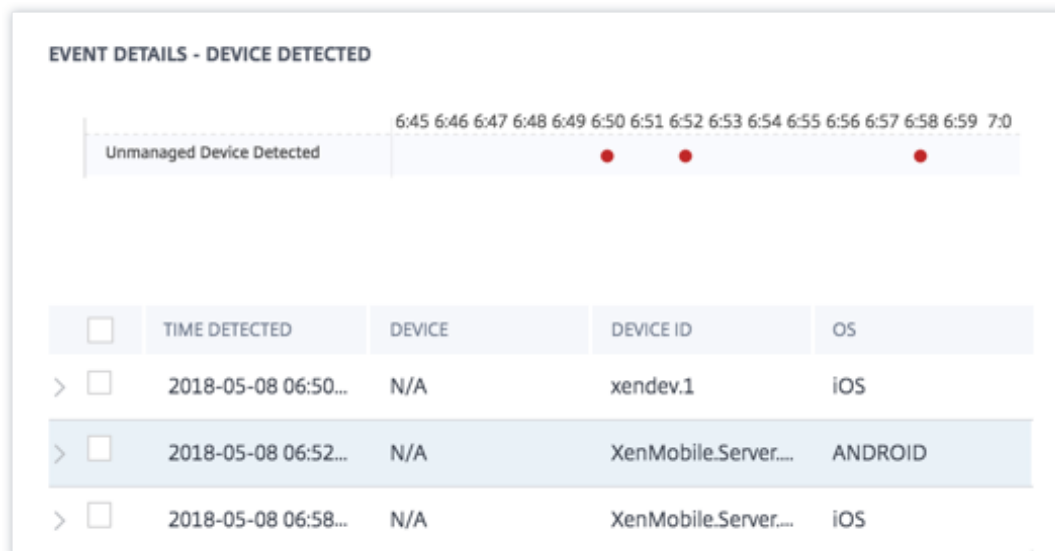 EVENT DETAILS - DEVICE DETECTED
6:45 6:46 6:47 6:48 6:49 6:50 6:51 6:52 6:53 6:54 6:55 6:56 6:57 6:58 6:59 7:0
Unmanaged Device Detected
TIME DETECTED DEVICE DEVICE ID OS
2018-05-08 06:50... N/A xendev.1 iOS
2018-05-08 06:52... N/A XenMobile.Server.... ANDROID
2018-05-08 06:58... N/A XenMobile.Server.... iOS